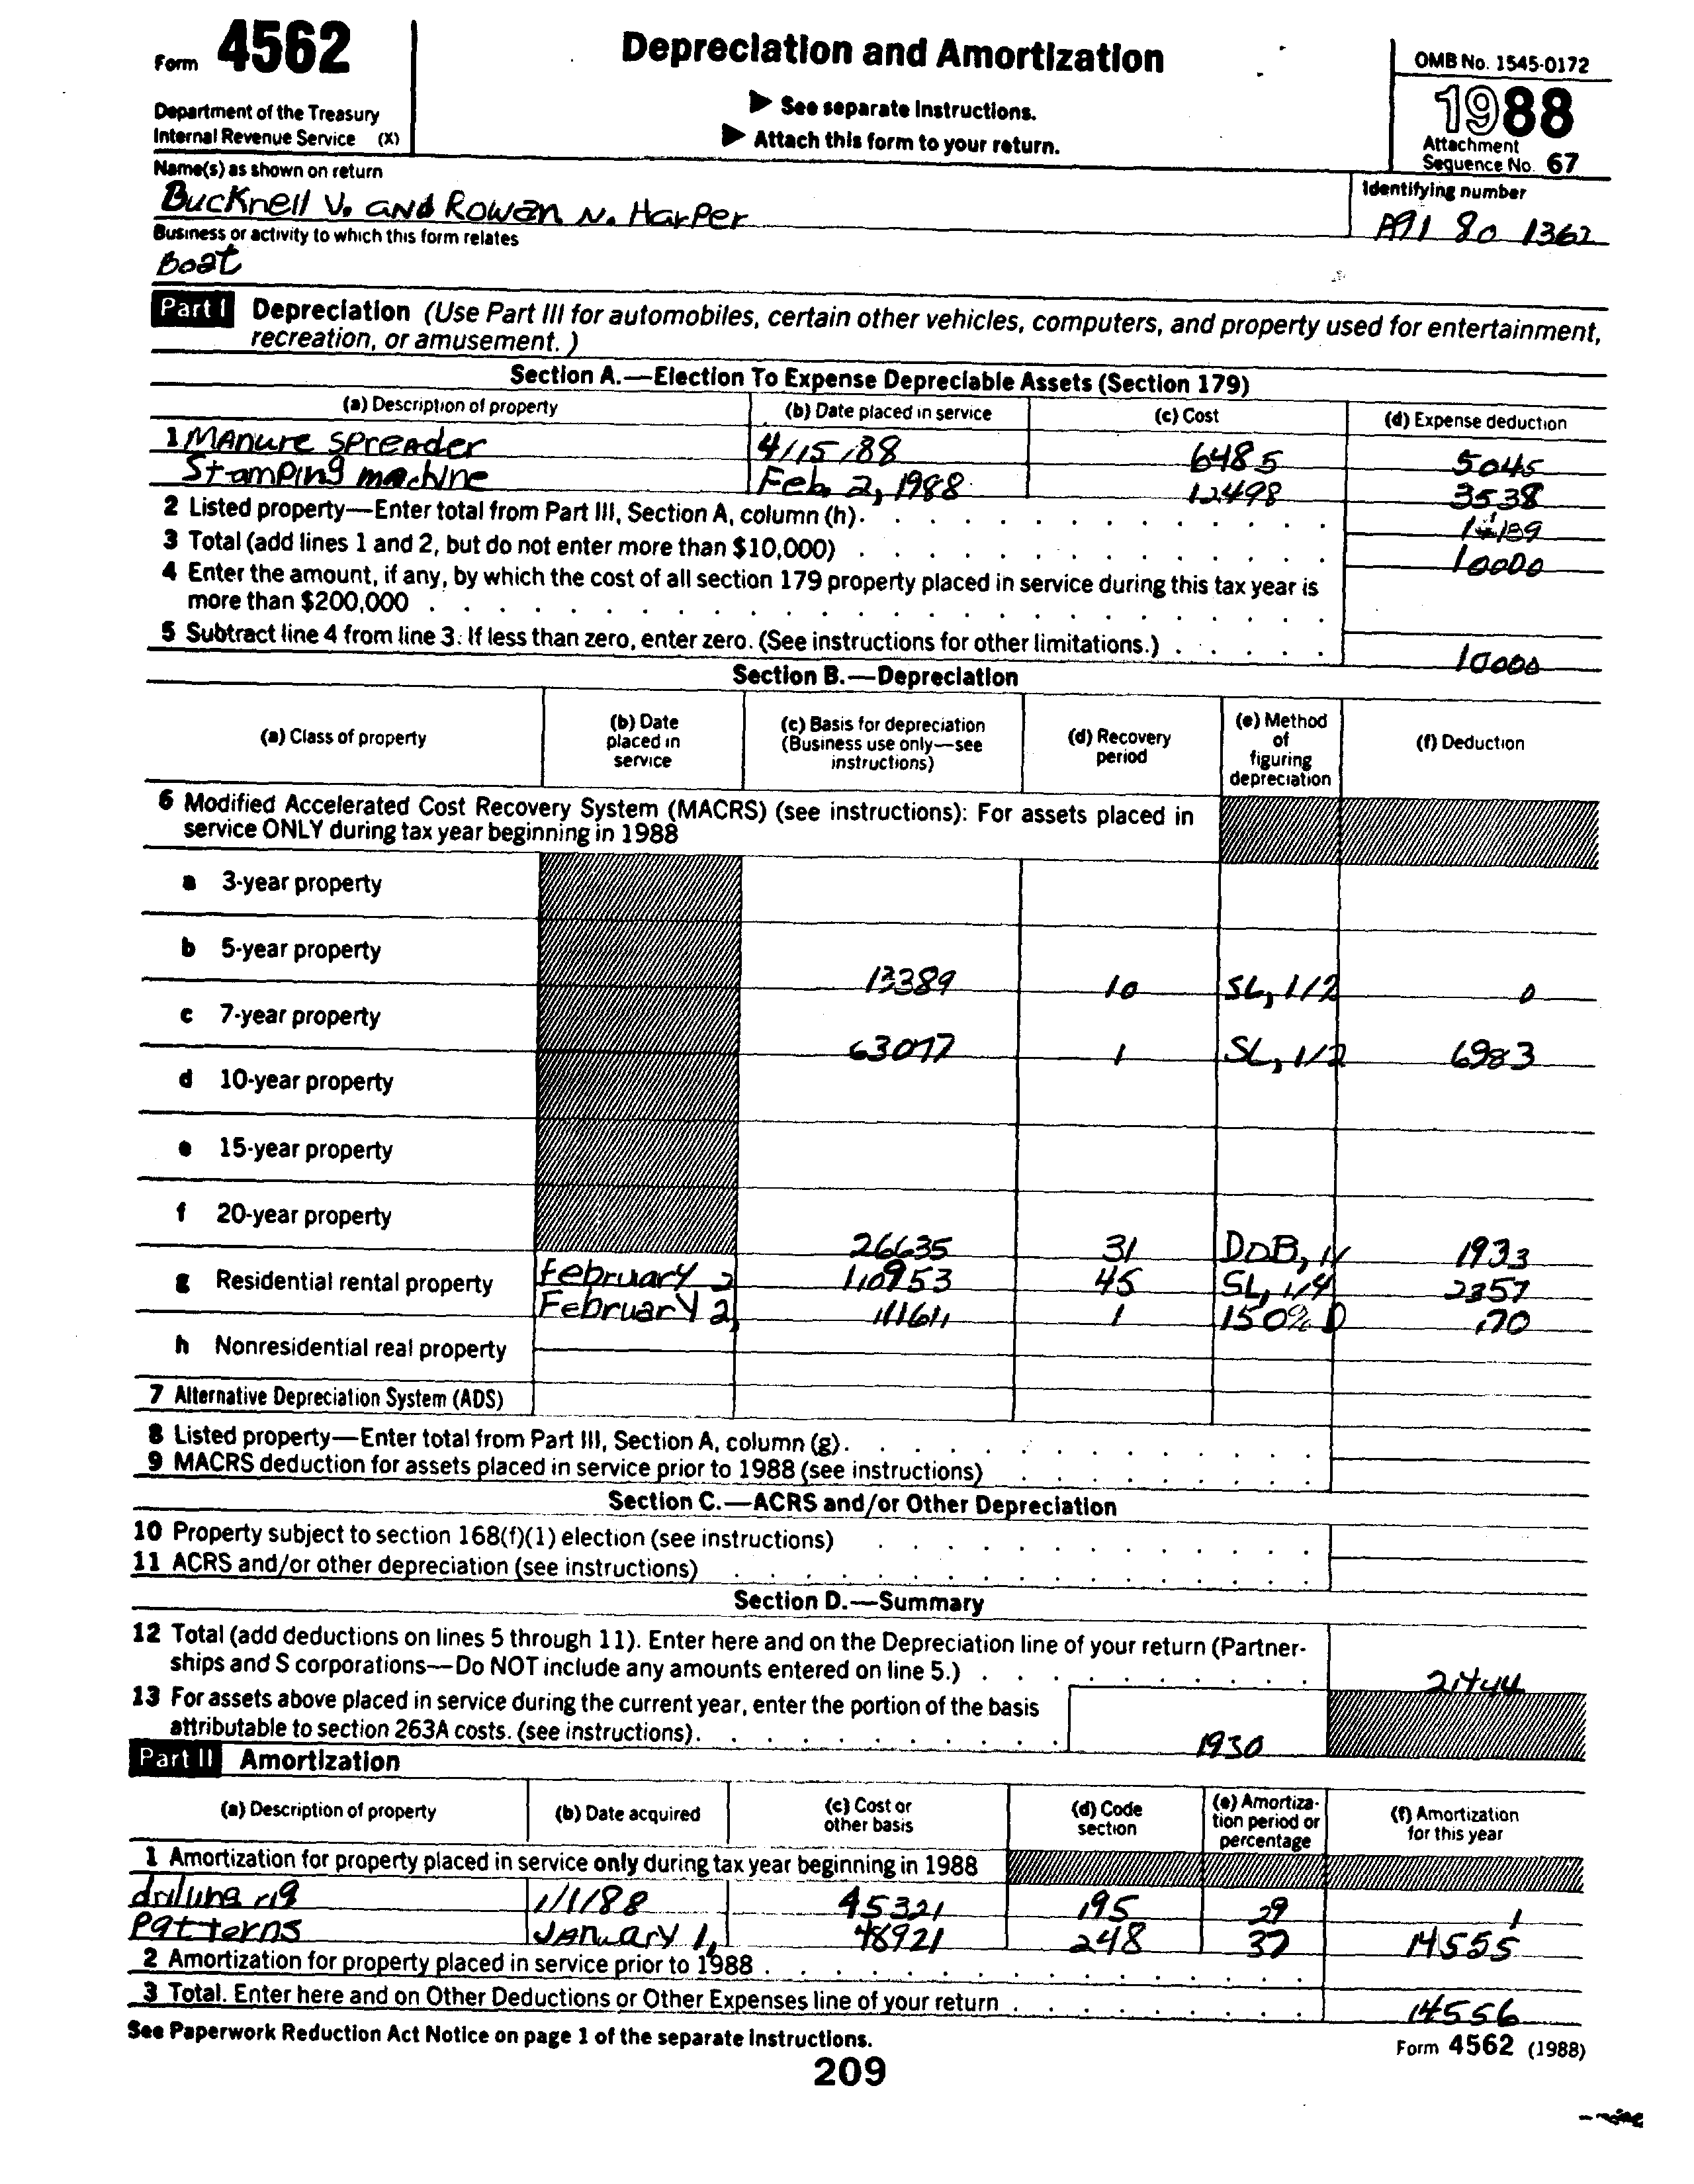 Form 4562
Department of the Treasury
Internal Revenue Service (X)
Depreciation and Amortization
▶ See separate Instructions.
▶ Attach this form to your return.
OMB No. 1545-0172
1988
Attachment
Sequence No. 67
Name(s) as shown on return
Bucknell V. and Rowan N. Harper
Identifying number
A91 80 1362
Business or activity to which this form relates
Boat
Part I Depreciation (Use Part III for automobiles, certain other vehicles, computers, and property used for entertainment,
recreation, or amusement.)
Section A.—Election To Expense Depreciable Assets (Section 179)
(a) Description of property (b) Date placed in service (c) Cost (d) Expense deduction
1 Manure spreader 4/15/88 6485 5045
Stamping machine Feb. 2, 1988 12498 3538
2 Listed property—Enter total from Part III, Section A, column (h).
3 Total (add lines 1 and 2, but do not enter more than $10,000) 10000
4 Enter the amount, if any, by which the cost of all section 179 property placed in service during this tax year is
more than $200,000
5 Subtract line 4 from line 3. If less than zero, enter zero. (See instructions for other limitations.) 10000
Section B.—Depreciation
(a) Class of property (b) Date placed in service (c) Basis for depreciation (Business use only—see instructions) (d) Recovery period (e) Method of figuring depreciation (f) Deduction
6 Modified Accelerated Cost Recovery System (MACRS) (see instructions): For assets placed in
service ONLY during tax year beginning in 1988
a 3-year property
b 5-year property 13389 10 SL, 1/2 0
c 7-year property 63077 1 SL, 1/2 6983
d 10-year property
e 15-year property
f 20-year property 26635 31 DDB, 1/ 1933
g Residential rental property February 2 110953 45 SL, 1/4 2357
February 2, 111611 1 150% D 170
h Nonresidential real property
7 Alternative Depreciation System (ADS)
8 Listed property—Enter total from Part III, Section A, column (g).
9 MACRS deduction for assets placed in service prior to 1988 (see instructions)
Section C.—ACRS and/or Other Depreciation
10 Property subject to section 168(f)(1) election (see instructions)
11 ACRS and/or other depreciation (see instructions)
Section D.—Summary
12 Total (add deductions on lines 5 through 11). Enter here and on the Depreciation line of your return (Partner-
ships and S corporations—Do NOT include any amounts entered on line 5.) 21444
13 For assets above placed in service during the current year, enter the portion of the basis
attributable to section 263A costs. (see instructions). 1930
Part II Amortization
(a) Description of property (b) Date acquired (c) Cost or other basis (d) Code section (e) Amortiza-tion period or percentage (f) Amortization for this year
1 Amortization for property placed in service only during tax year beginning in 1988
rig 1/1/88 45321 195 29 1
Patterns January 1, 48921 248 37 14555
2 Amortization for property placed in service prior to 1988 .
3 Total. Enter here and on Other Deductions or Other Expenses line of your return 14556
See Paperwork Reduction Act Notice on page 1 of the separate instructions.
Form 4562 (1988)
209